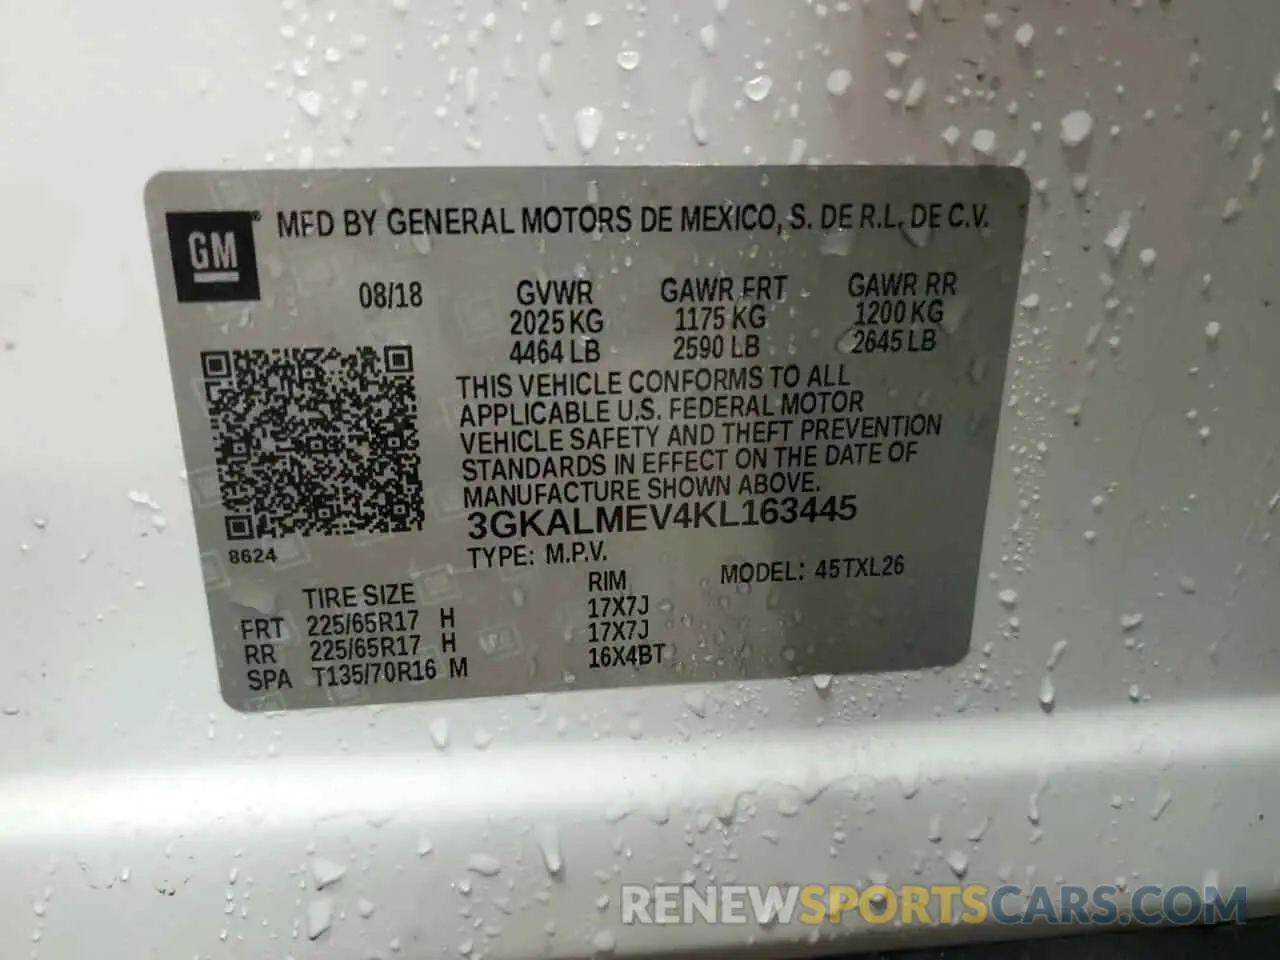 GM® MFD BY GENERAL MOTORS DE MEXICO, S. DE R.L. DE C.V.
08/18 GVWR GAWR FRT GAWR RR
2025 KG 1175 KG 1200 KG
4464 LB 2590 LB 2645 LB
THIS VEHICLE CONFORMS TO ALL
APPLICABLE U.S. FEDERAL MOTOR
VEHICLE SAFETY AND THEFT PREVENTION
STANDARDS IN EFFECT ON THE DATE OF
MANUFACTURE SHOWN ABOVE.
3GKALMEV4KL163445
8624
TYPE: M.P.V. MODEL: 45TXL26
TIRE SIZE RIM
FRT 225/65R17 H 17X7J
RR 225/65R17 H 17X7J
SPA T135/70R16 M 16X4BT
RENEWSPORTSCARS.COM